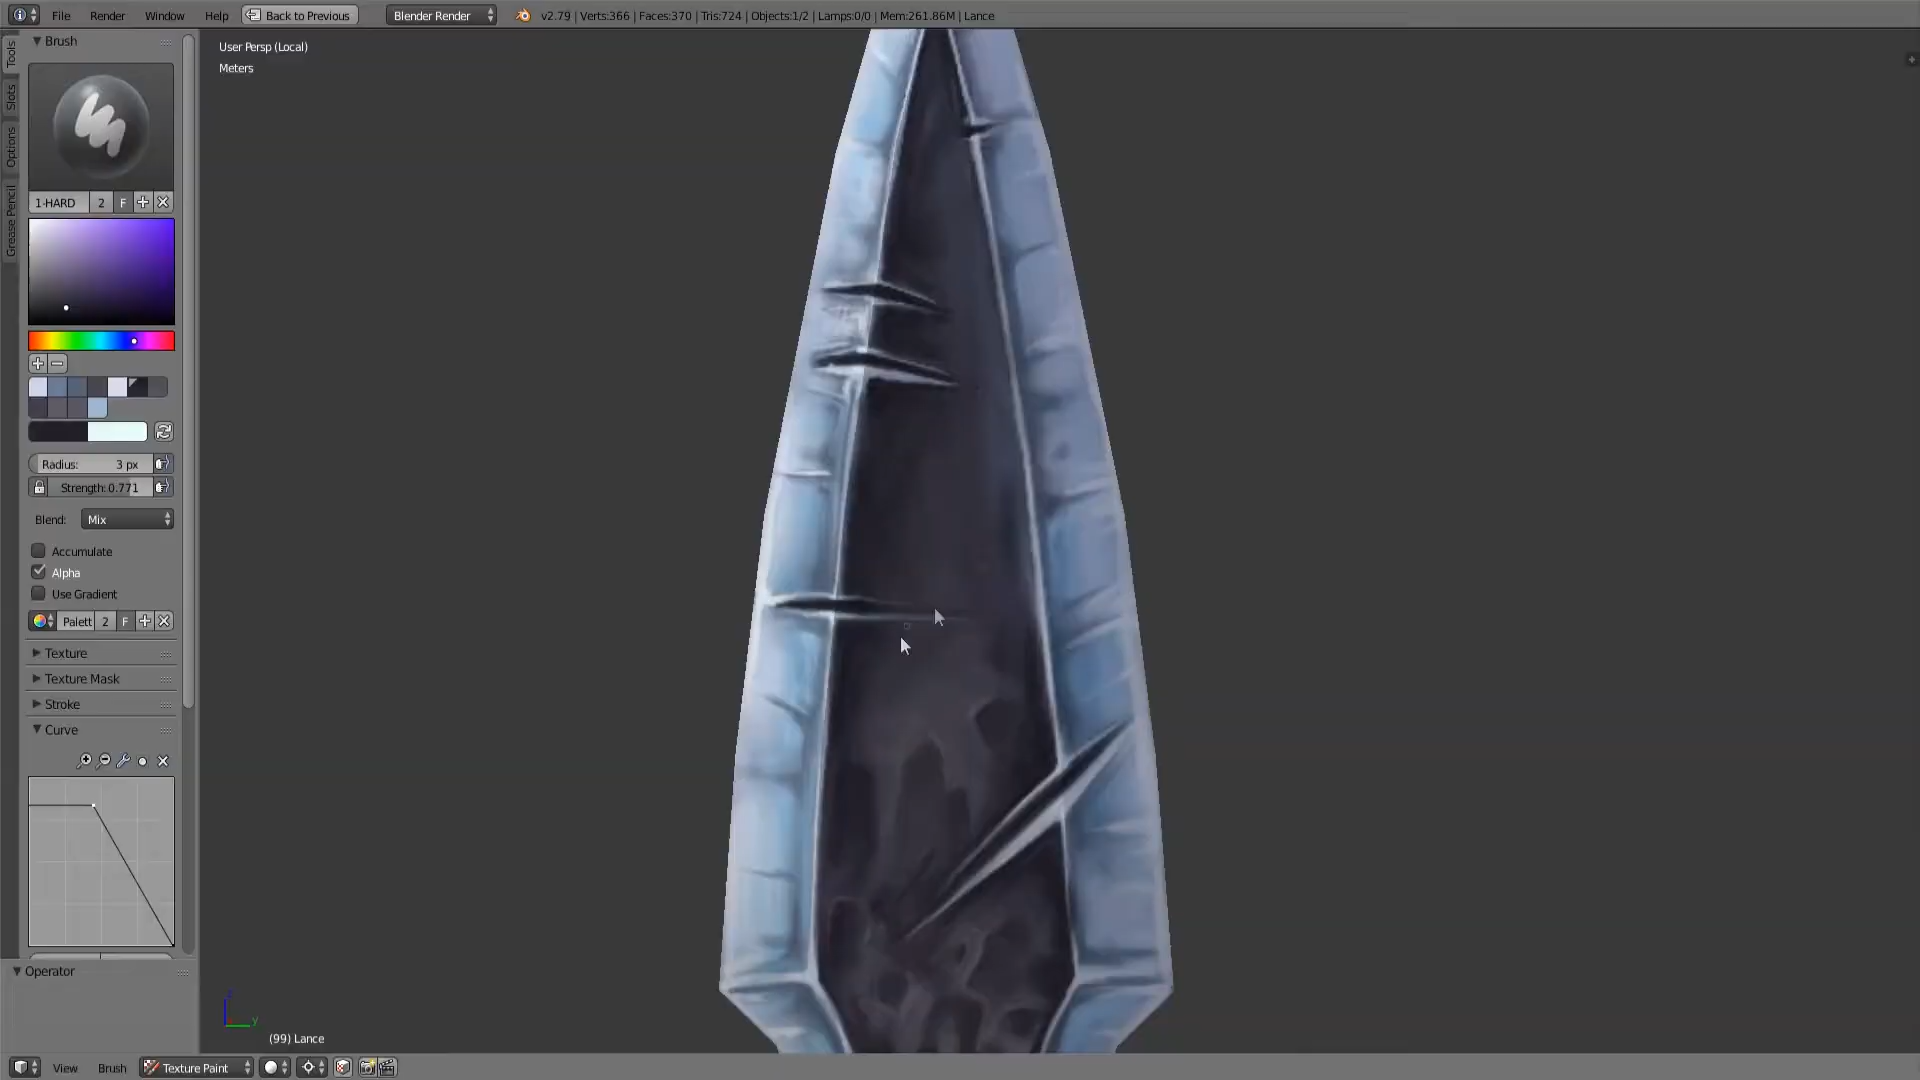 File Render Window Help Back to Previous Blender Render v2.79 | Verts:366 | Faces:370 | Tris:724 | Objects:1/2 | Lamps:0/0 | Mem:261.86M | Lance
Tools
Slots
Options
Grease Pencil
Brush
1-HARD 2 F
Radius: 3 px
Strength: 0.771
Blend: Mix
Accumulate
Alpha
Use Gradient
Palett 2 F
Texture
Texture Mask
Stroke
Curve
Operator
User Persp (Local)
Meters
z
y
(99) Lance
View Brush Texture Paint